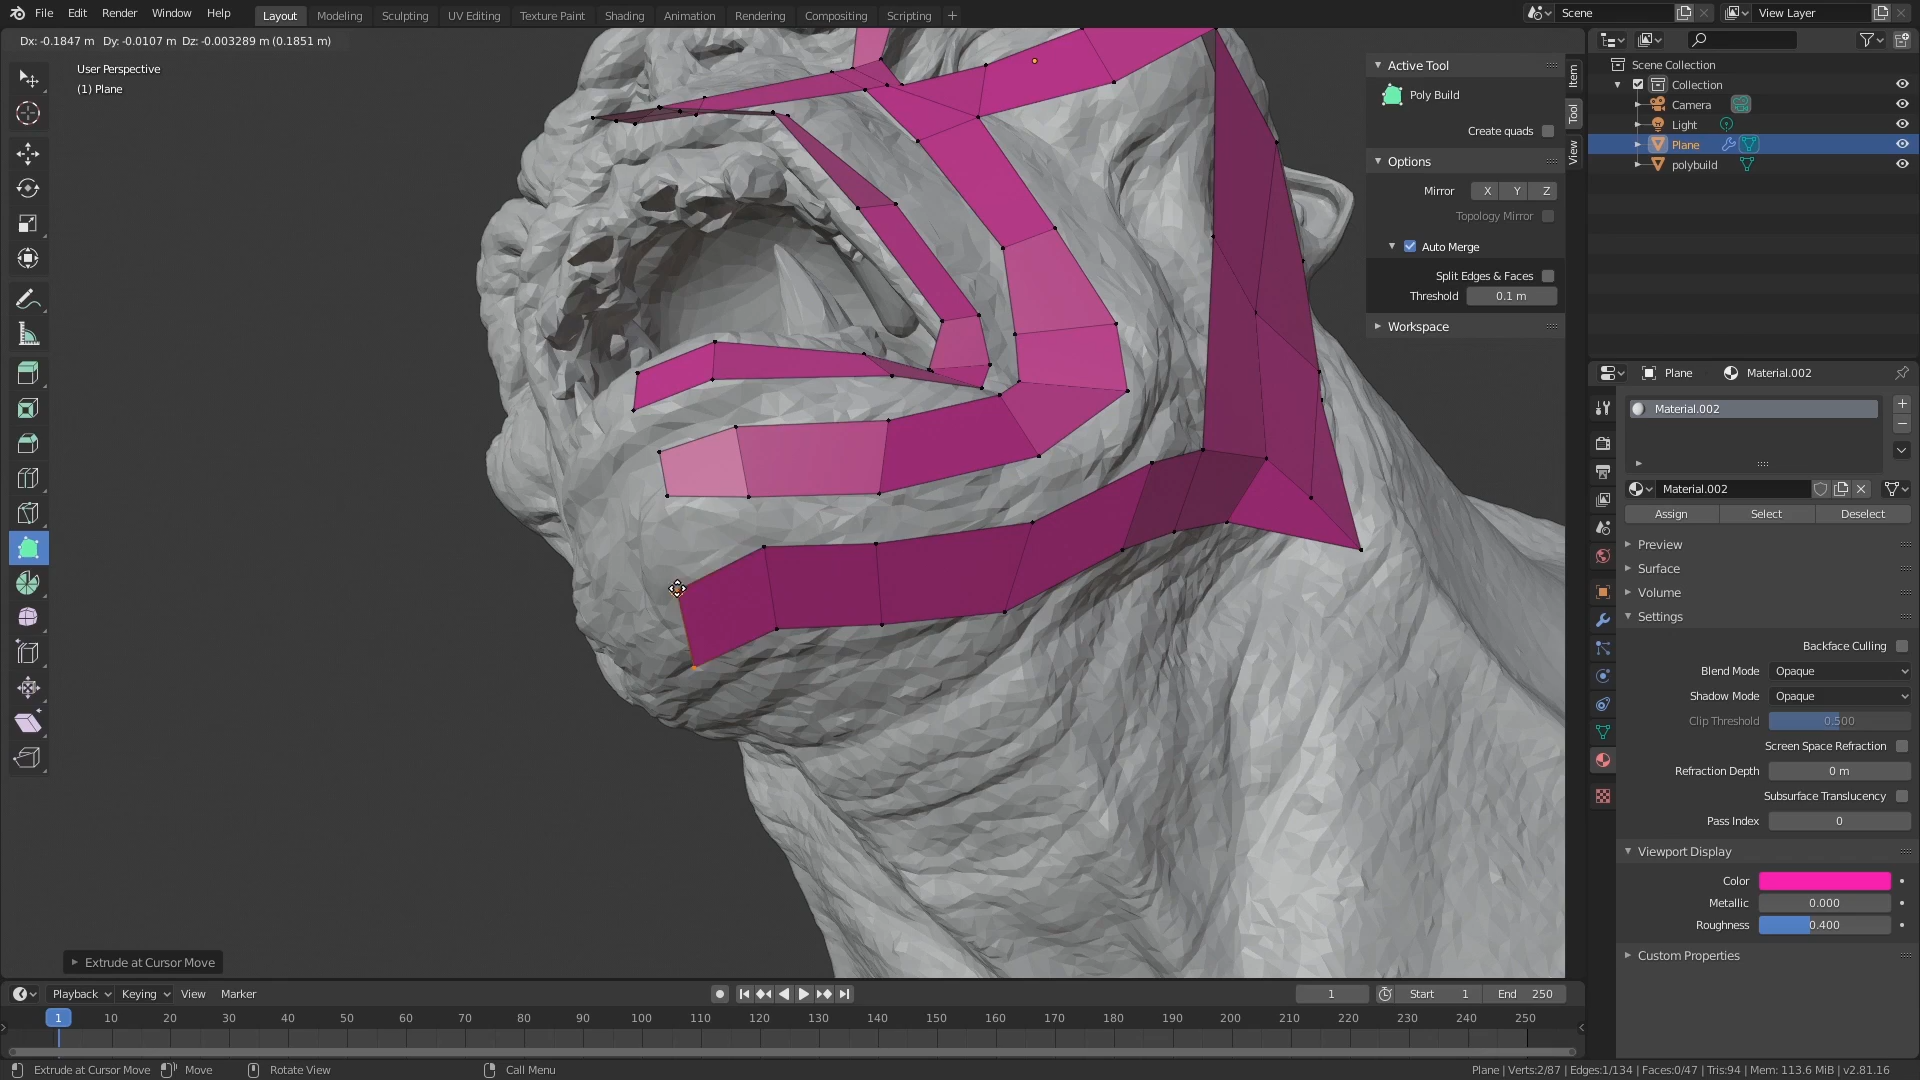 File Edit Render Window Help Layout Modeling Sculpting UV Editing Texture Paint Shading Animation Rendering Compositing Scripting + Scene View Layer
Dx: -0.1847 m Dy: -0.0107 m Dz: -0.003289 m (0.1851 m)
User Perspective
(1) Plane
Active Tool
Poly Build
Create quads
Options
Mirror X Y Z
Topology Mirror
Auto Merge
Split Edges & Faces
Threshold 0.1 m
Workspace
Item
Tool
View
Scene Collection
Collection
Camera
Light
Plane
polybuild
Plane Material.002
Material.002
Material.002
Assign Select Deselect
Preview
Surface
Volume
Settings
Backface Culling
Blend Mode Opaque
Shadow Mode Opaque
Clip Threshold 0.500
Screen Space Refraction
Refraction Depth 0 m
Subsurface Translucency
Pass Index 0
Viewport Display
Color
Metallic 0.000
Roughness 0.400
Custom Properties
Extrude at Cursor Move
Playback Keying View Marker 1 Start 1 End 250
1 10 20 30 40 50 60 70 80 90 100 110 120 130 140 150 160 170 180 190 200 210 220 230 240 250
Extrude at Cursor Move Move Rotate View Call Menu Plane | Verts:2/87 | Edges:1/134 | Faces:0/47 | Tris:94 | Mem: 113.6 MiB | v2.81.16